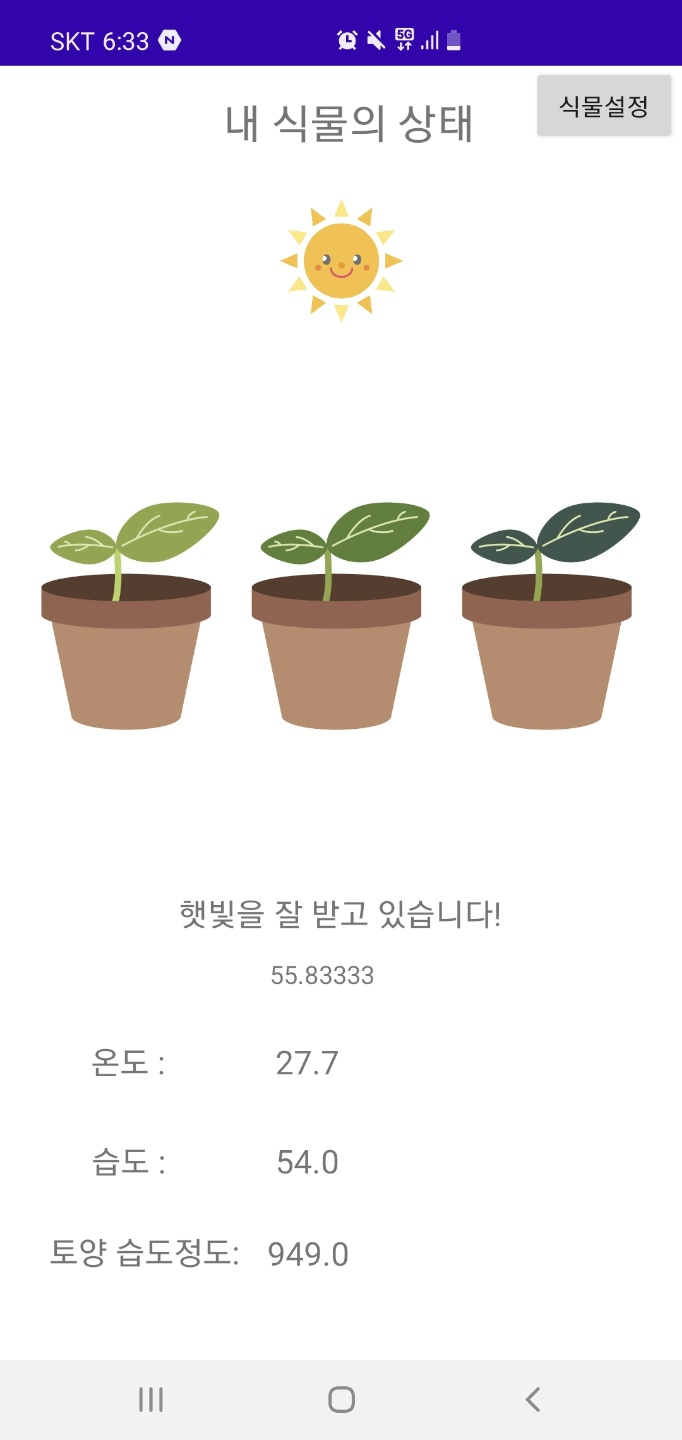 SKT 6:33 N 5G
식물설정
내 식물의 상태
햇빛을 잘 받고 있습니다!
55.83333
온도 : 27.7
습도 : 54.0
토양 습도정도: 949.0